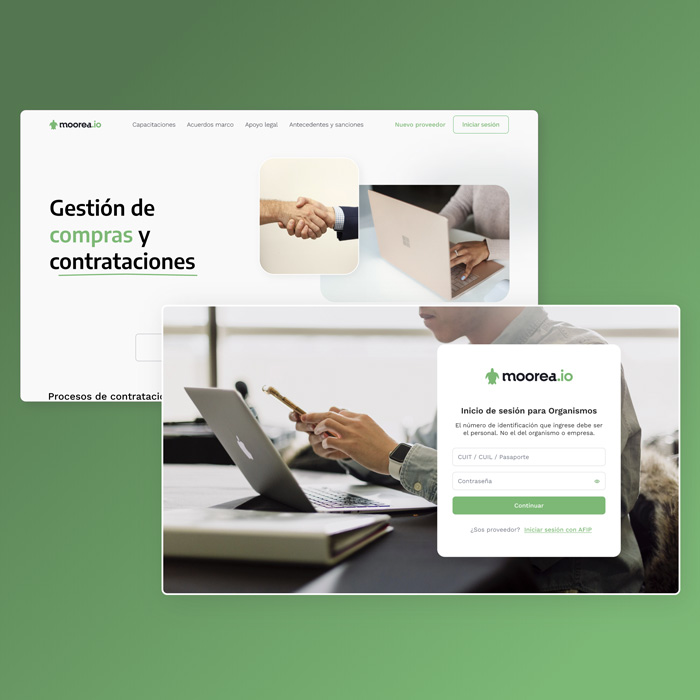 moorea.io
Capacitaciones
Acuerdos marco
Apoyo legal
Antecedentes y sanciones
Nuevo proveedor
Iniciar sesión
Gestión de
compras y
contrataciones
Procesos de contratacio
moorea.io
Inicio de sesión para Organismos
El número de identificación que ingrese debe ser
el personal. No el del organismo o empresa.
CUIT / CUIL / Pasaporte
Contraseña
Continuar
¿Sos proveedor? Iniciar sesión con AFIP